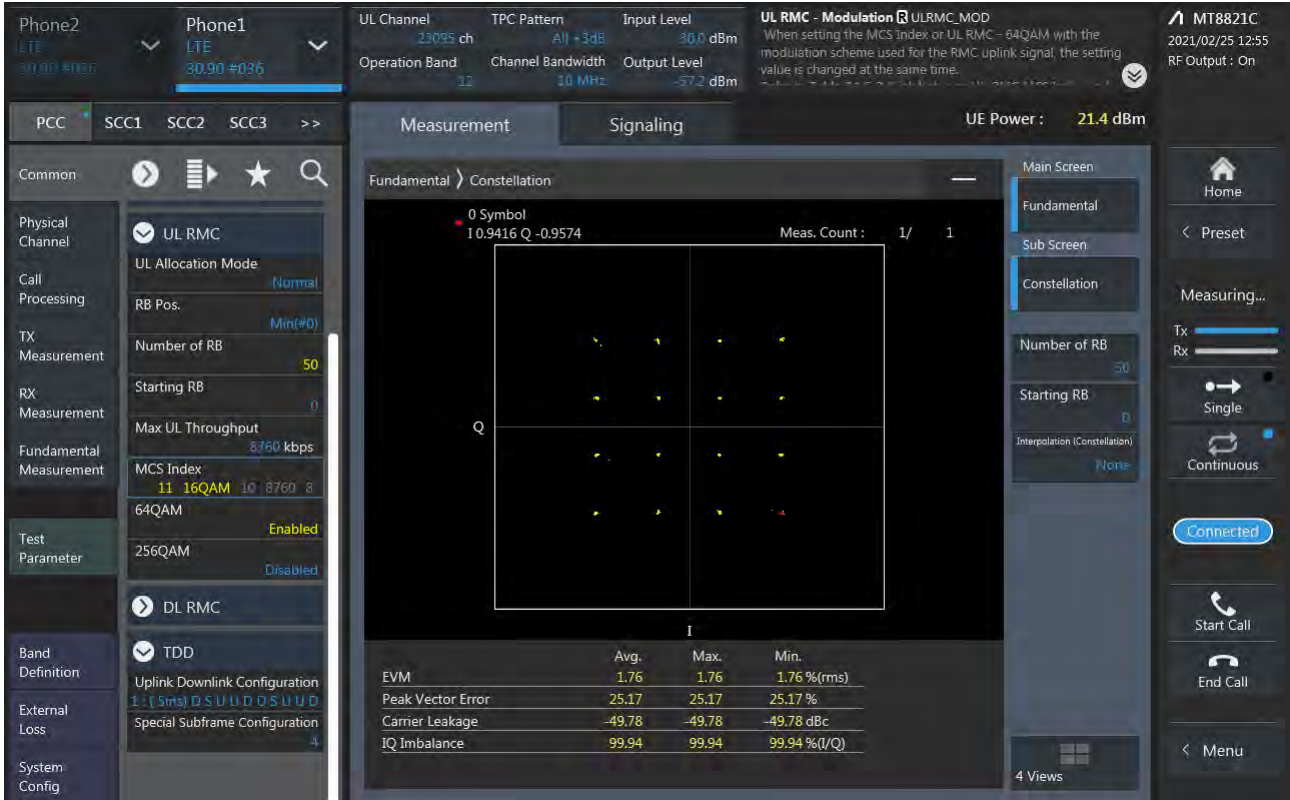 Phone2
LTE
30.90 #036
Phone1
LTE
30.90 #036
UL Channel
23095 ch
TPC Pattern
All +3dB
Input Level
30.0 dBm
Operation Band
12
Channel Bandwidth
10 MHz
Output Level
-57.2 dBm
UL RMC - Modulation R ULRMC_MOD
When setting the MCS Index or UL RMC - 64QAM with the
modulation scheme used for the RMC uplink signal, the setting
value is changed at the same time.
MT8821C
2021/02/25 12:55
RF Output : On
PCC
SCC1
SCC2
SCC3
>>
Measurement
Signaling
UE Power :
21.4 dBm
Common
Physical
Channel
Call
Processing
TX
Measurement
RX
Measurement
Fundamental
Measurement
Test
Parameter
Band
Definition
External
Loss
System
Config
UL RMC
UL Allocation Mode
Normal
RB Pos.
Min(#0)
Number of RB
50
Starting RB
0
Max UL Throughput
8760 kbps
MCS Index
11 16QAM 10 8760 8
64QAM
Enabled
256QAM
Disabled
DL RMC
TDD
Uplink Downlink Configuration
1 : ( 5ms) D S U U D D S U U D
Special Subframe Configuration
4
Fundamental
Constellation
0 Symbol
I 0.9416 Q -0.9574
Meas. Count : 1/ 1
Q
I
Avg. Max. Min.
EVM 1.76 1.76 1.76 %(rms)
Peak Vector Error 25.17 25.17 25.17 %
Carrier Leakage -49.78 -49.78 -49.78 dBc
IQ Imbalance 99.94 99.94 99.94 %(I/Q)
Main Screen
Fundamental
Sub Screen
Constellation
Number of RB
50
Starting RB
0
Interpolation (Constellation)
None
4 Views
Home
< Preset
Measuring...
Tx
Rx
Single
Continuous
Connected
Start Call
End Call
< Menu